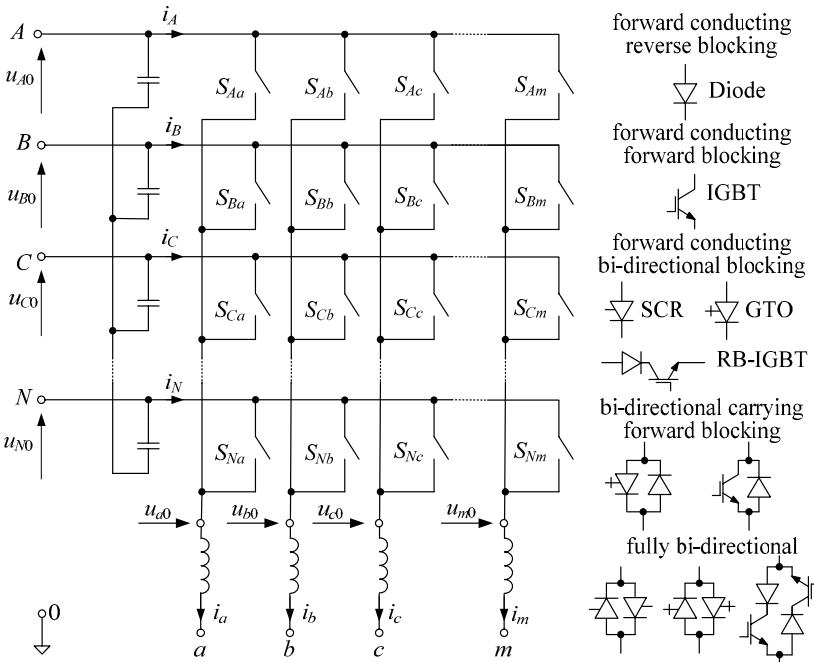 A
i_A
u_A0
S_Aa
S_Ab
S_Ac
S_Am
B
i_B
u_B0
S_Ba
S_Bb
S_Bc
S_Bm
C
i_C
u_C0
S_Ca
S_Cb
S_Cc
S_Cm
N
i_N
u_N0
S_Na
S_Nb
S_Nc
S_Nm
u_a0
u_b0
u_c0
u_m0
i_a
i_b
i_c
i_m
0
a
b
c
m
forward conducting
reverse blocking
Diode
forward conducting
forward blocking
IGBT
forward conducting
bi-directional blocking
SCR
GTO
RB-IGBT
bi-directional carrying
forward blocking
fully bi-directional